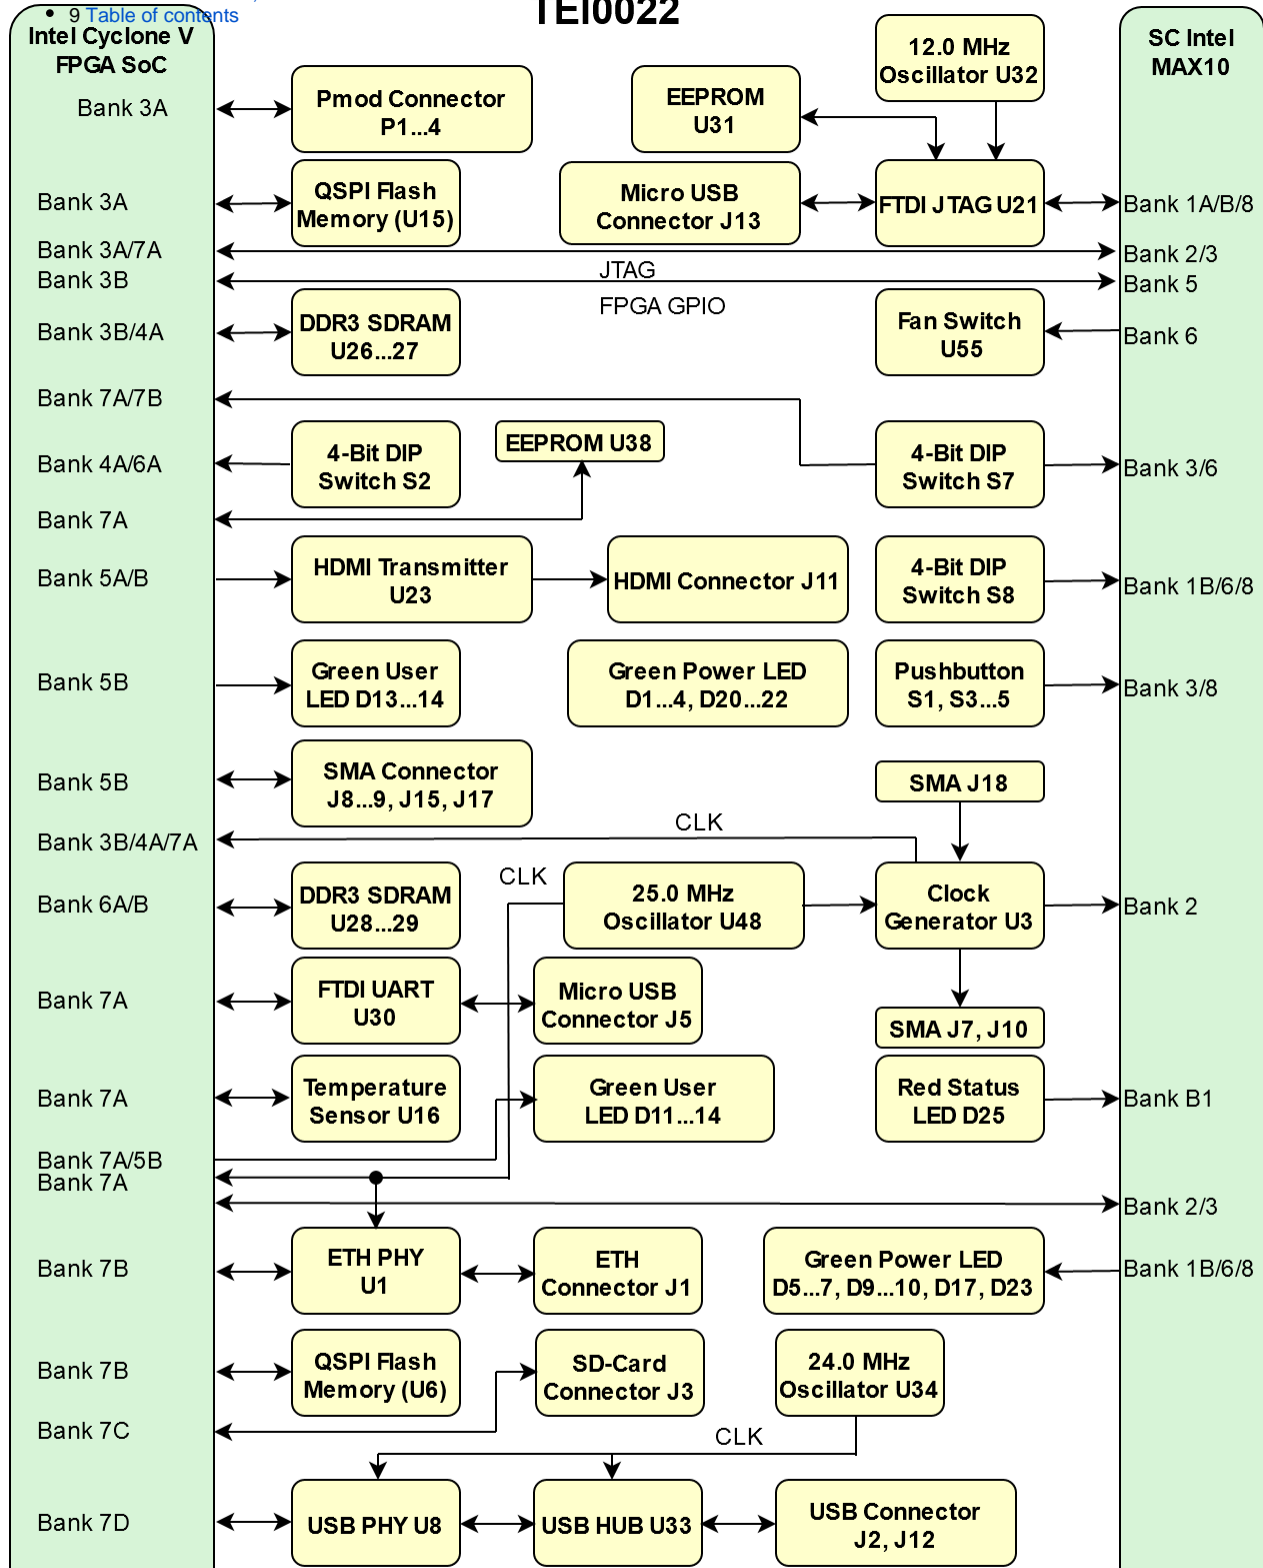 9 Table of contents
TEI0022
Intel Cyclone V
FPGA SoC
SC Intel
MAX10
12.0 MHz
Oscillator U32
Bank 3A
Pmod Connector
P1...4
EEPROM
U31
Bank 3A
QSPI Flash
Memory (U15)
Micro USB
Connector J13
FTDI JTAG U21
Bank 1A/B/8
Bank 3A/7A
JTAG
Bank 2/3
Bank 3B
FPGA GPIO
Bank 5
Bank 3B/4A
DDR3 SDRAM
U26...27
Fan Switch
U55
Bank 6
Bank 7A/7B
Bank 4A/6A
4-Bit DIP
Switch S2
EEPROM U38
4-Bit DIP
Switch S7
Bank 3/6
Bank 7A
Bank 5A/B
HDMI Transmitter
U23
HDMI Connector J11
4-Bit DIP
Switch S8
Bank 1B/6/8
Bank 5B
Green User
LED D13...14
Green Power LED
D1...4, D20...22
Pushbutton
S1, S3...5
Bank 3/8
Bank 5B
SMA Connector
J8...9, J15, J17
SMA J18
Bank 3B/4A/7A
CLK
Bank 6A/B
DDR3 SDRAM
U28...29
CLK
25.0 MHz
Oscillator U48
Clock
Generator U3
Bank 2
Bank 7A
FTDI UART
U30
Micro USB
Connector J5
SMA J7, J10
Bank 7A
Temperature
Sensor U16
Green User
LED D11...14
Red Status
LED D25
Bank B1
Bank 7A/5B
Bank 7A
Bank 2/3
Bank 7B
ETH PHY
U1
ETH
Connector J1
Green Power LED
D5...7, D9...10, D17, D23
Bank 1B/6/8
Bank 7B
QSPI Flash
Memory (U6)
SD-Card
Connector J3
24.0 MHz
Oscillator U34
Bank 7C
CLK
Bank 7D
USB PHY U8
USB HUB U33
USB Connector
J2, J12